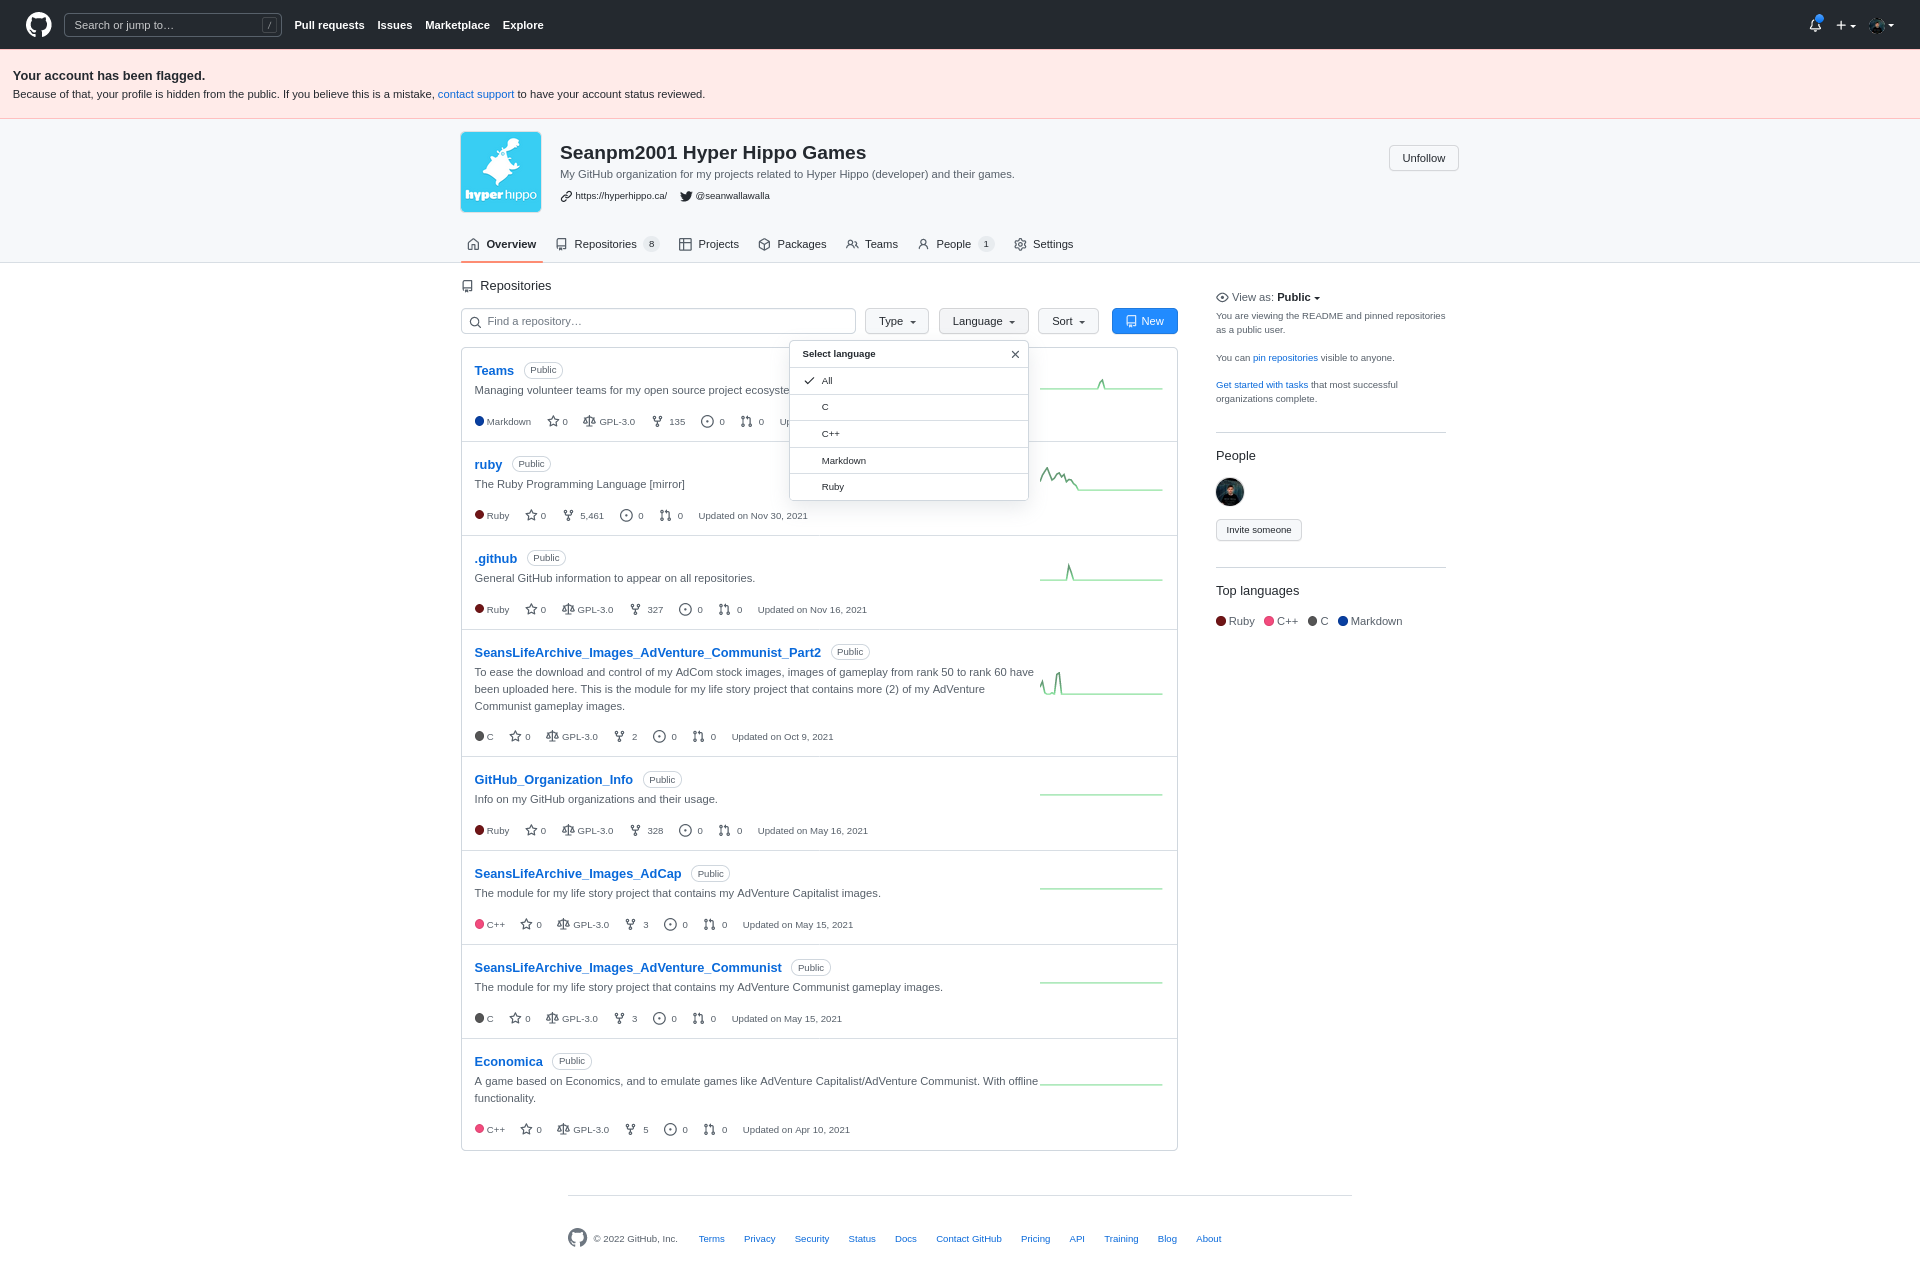 Search or jump to… /
Pull requests Issues Marketplace Explore
Your account has been flagged.
Because of that, your profile is hidden from the public. If you believe this is a mistake, contact support to have your account status reviewed.
hyper hippo
Seanpm2001 Hyper Hippo Games
My GitHub organization for my projects related to Hyper Hippo (developer) and their games.
https://hyperhippo.ca/ @seanwallawalla
Unfollow
Overview Repositories 8 Projects Packages Teams People 1 Settings
Repositories
Find a repository… Type Language Sort New
Select language
All
C
C++
Markdown
Ruby
Teams Public
Managing volunteer teams for my open source project ecosyste
Markdown 0 GPL-3.0 135 0 0
ruby Public
The Ruby Programming Language [mirror]
Ruby 0 5,461 0 0 Updated on Nov 30, 2021
.github Public
General GitHub information to appear on all repositories.
Ruby 0 GPL-3.0 327 0 0 Updated on Nov 16, 2021
SeansLifeArchive_Images_AdVenture_Communist_Part2 Public
To ease the download and control of my AdCom stock images, images of gameplay from rank 50 to rank 60 have
been uploaded here. This is the module for my life story project that contains more (2) of my AdVenture
Communist gameplay images.
C 0 GPL-3.0 2 0 0 Updated on Oct 9, 2021
GitHub_Organization_Info Public
Info on my GitHub organizations and their usage.
Ruby 0 GPL-3.0 328 0 0 Updated on May 16, 2021
SeansLifeArchive_Images_AdCap Public
The module for my life story project that contains my AdVenture Capitalist images.
C++ 0 GPL-3.0 3 0 0 Updated on May 15, 2021
SeansLifeArchive_Images_AdVenture_Communist Public
The module for my life story project that contains my AdVenture Communist gameplay images.
C 0 GPL-3.0 3 0 0 Updated on May 15, 2021
Economica Public
A game based on Economics, and to emulate games like AdVenture Capitalist/AdVenture Communist. With offline
functionality.
C++ 0 GPL-3.0 5 0 0 Updated on Apr 10, 2021
View as: Public
You are viewing the README and pinned repositories
as a public user.
You can pin repositories visible to anyone.
Get started with tasks that most successful
organizations complete.
People
Invite someone
Top languages
Ruby C++ C Markdown
© 2022 GitHub, Inc. Terms Privacy Security Status Docs Contact GitHub Pricing API Training Blog About